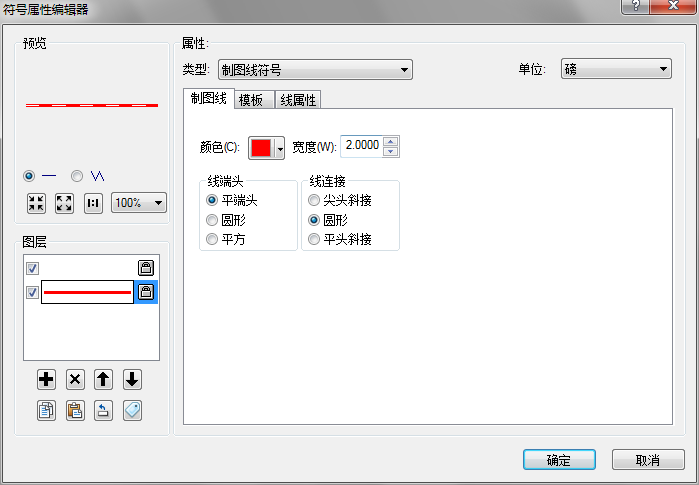 符号属性编辑器
?
预览
1:1
100%
图层
属性:
类型:
制图线符号
单位:
磅
制图线
模板
线属性
颜色(C):
宽度(W):
2.0000
线端头
平端头
圆形
平方
线连接
尖头斜接
圆形
平头斜接
确定
取消